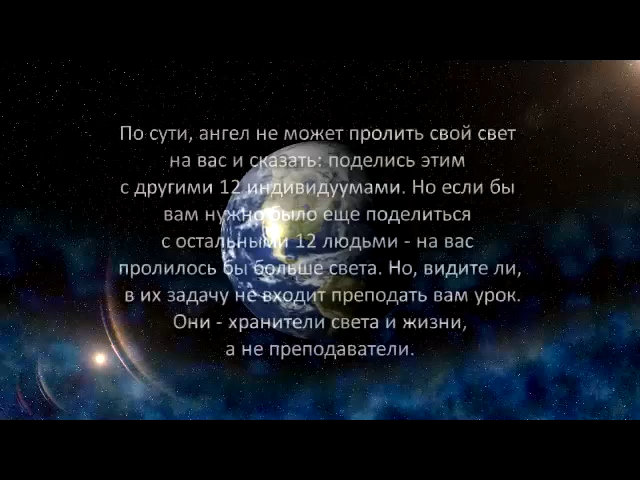 По сути, ангел не может пролить свой свет
на вас и сказать: поделись этим
с другими 12 индивидуумами. Но если бы
вам нужно было еще поделиться
с остальными 12 людьми - на вас
пролилось бы больше света. Но, видите ли,
в их задачу не входит преподать вам урок.
Они - хранители света и жизни,
а не преподаватели.